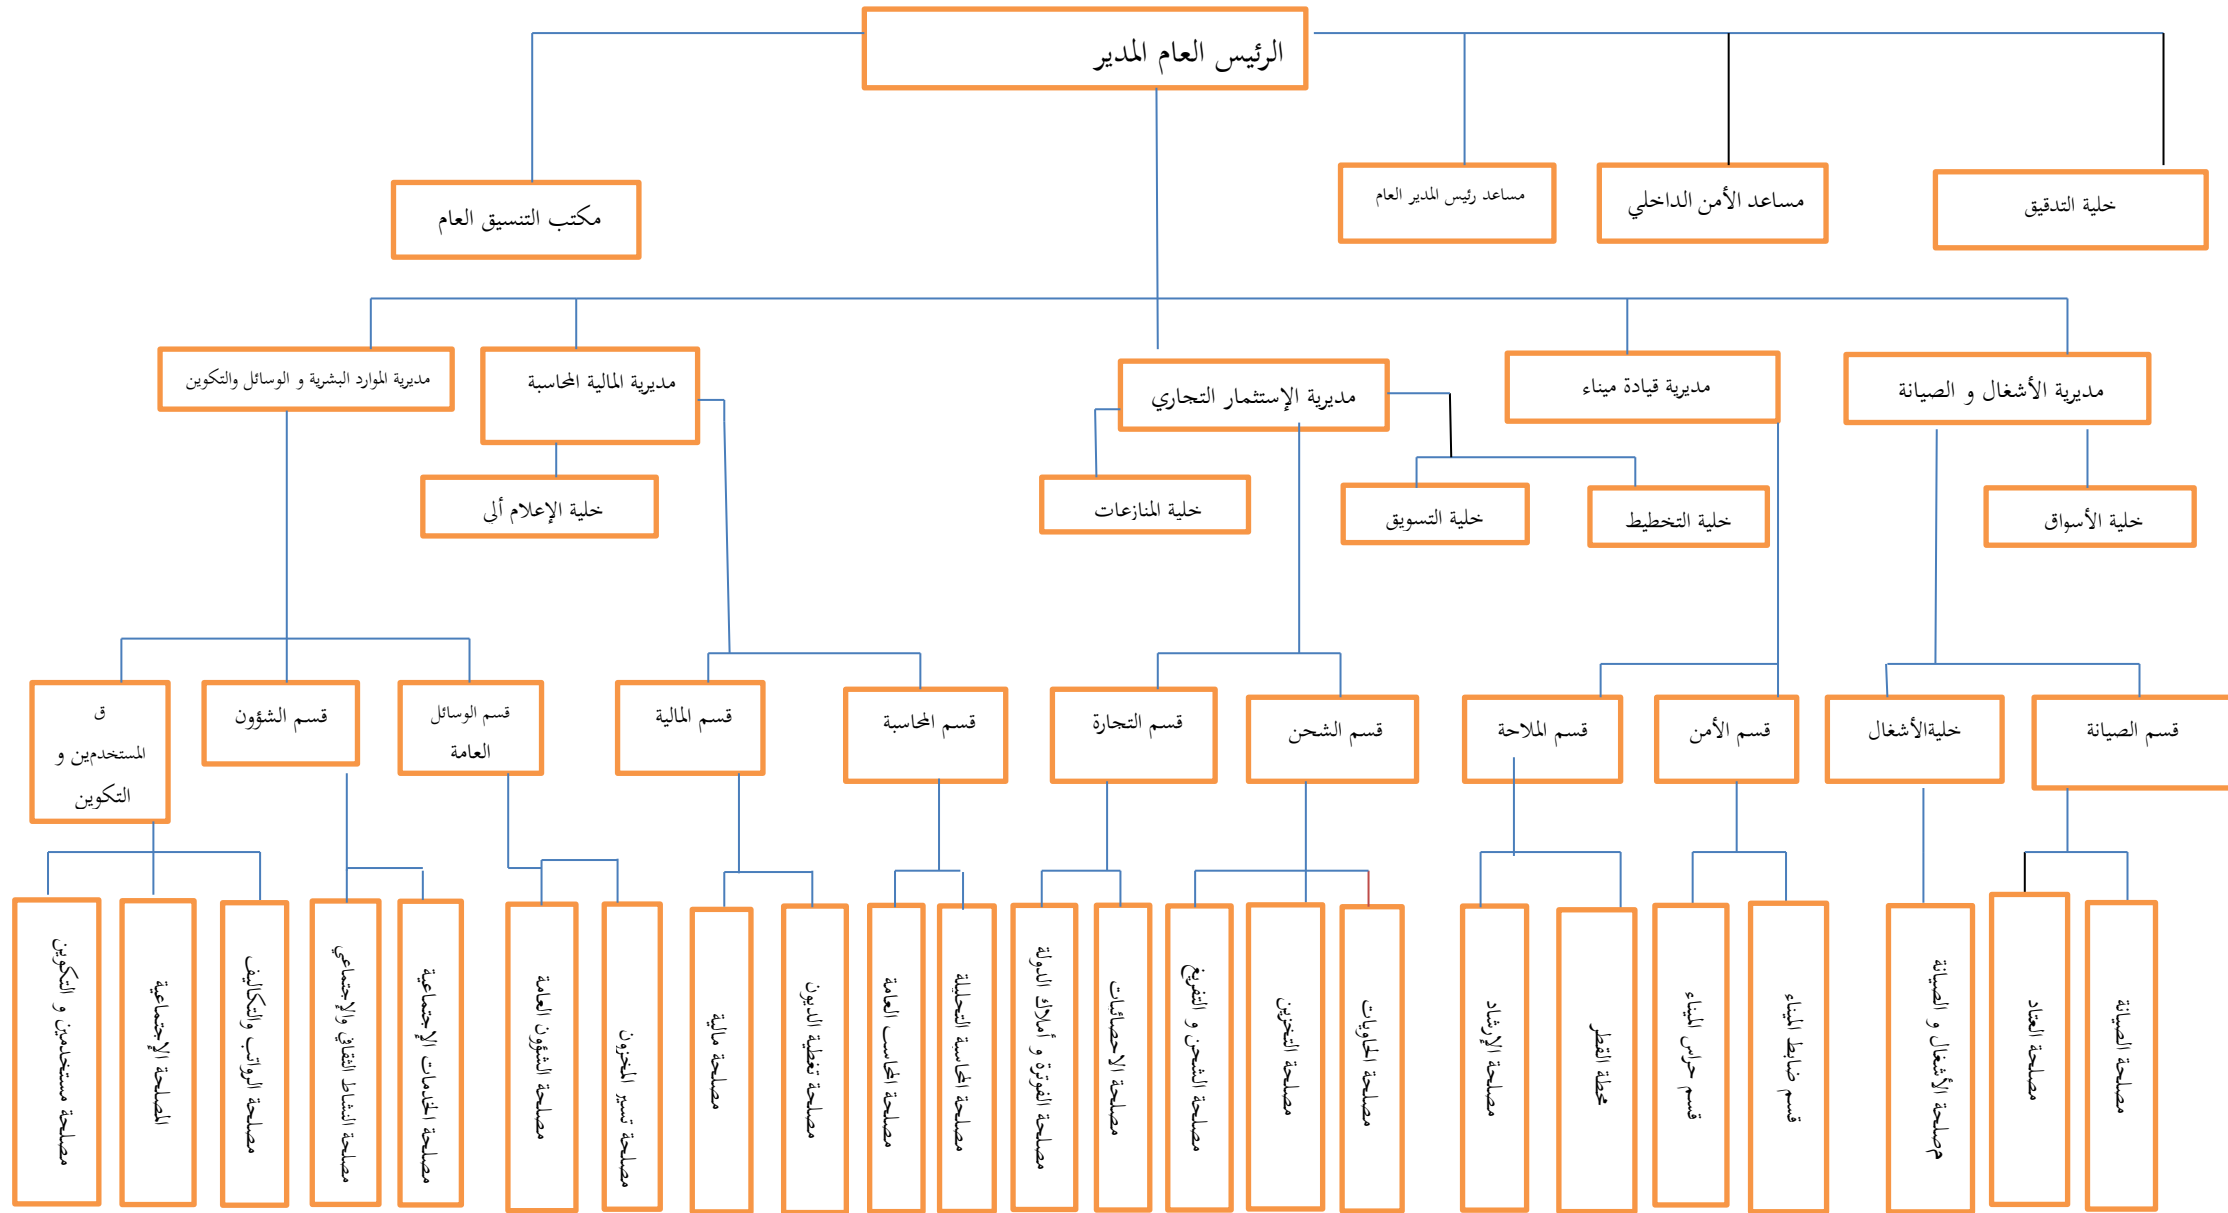 الرئيس العام المدير
خلية التدقيق
مساعد الأمن الداخلي
مساعد رئيس المدير العام
مكتب التنسيق العام
مديرية الأشغال و الصيانة
مديرية قيادة ميناء
مديرية الإستثمار التجاري
مديرية المالية المحاسبة
مديرية الموارد البشرية و الوسائل والتكوين
خلية الأسواق
خلية التخطيط
خلية التسويق
خلية المنازعات
خلية الإعلام ألى
قسم الصيانة
خليةالأشغال
قسم الأمن
قسم الملاحة
قسم الشحن
قسم التجارة
قسم المحاسبة
قسم المالية
قسم الوسائل
العامة
قسم الشؤون
ق
المستخدمين و
التكوين
مصلحة الصيانة
مصلحة العتاد
مصلحة الأشغال و الصيانة
قسم ضابط الميناء
قسم حراس الميناء
محطة القطر
مصلحة الإرشاد
مصلحة الحاويات
مصلحة التخزين
مصلحة الشحن و التفريغ
مصلحة الاحصائيات
مصلحة الفوترة و أملاك الدولة
مصلحة المحاسبة التحليلة
مصلحة المحاسب العامة
مصلحة تغطية الديون
مصلحة مالية
مصلحة تسير المخزون
مصلحة الشؤون العامة
مصلحة الخدمات الإجتماعية
مصلحة النشاط الثقافي والإجتماعي
مصلحة الرواتب والتكاليف
المصلحة الإجتماعية
مصلحة مستخدمين و التكوين